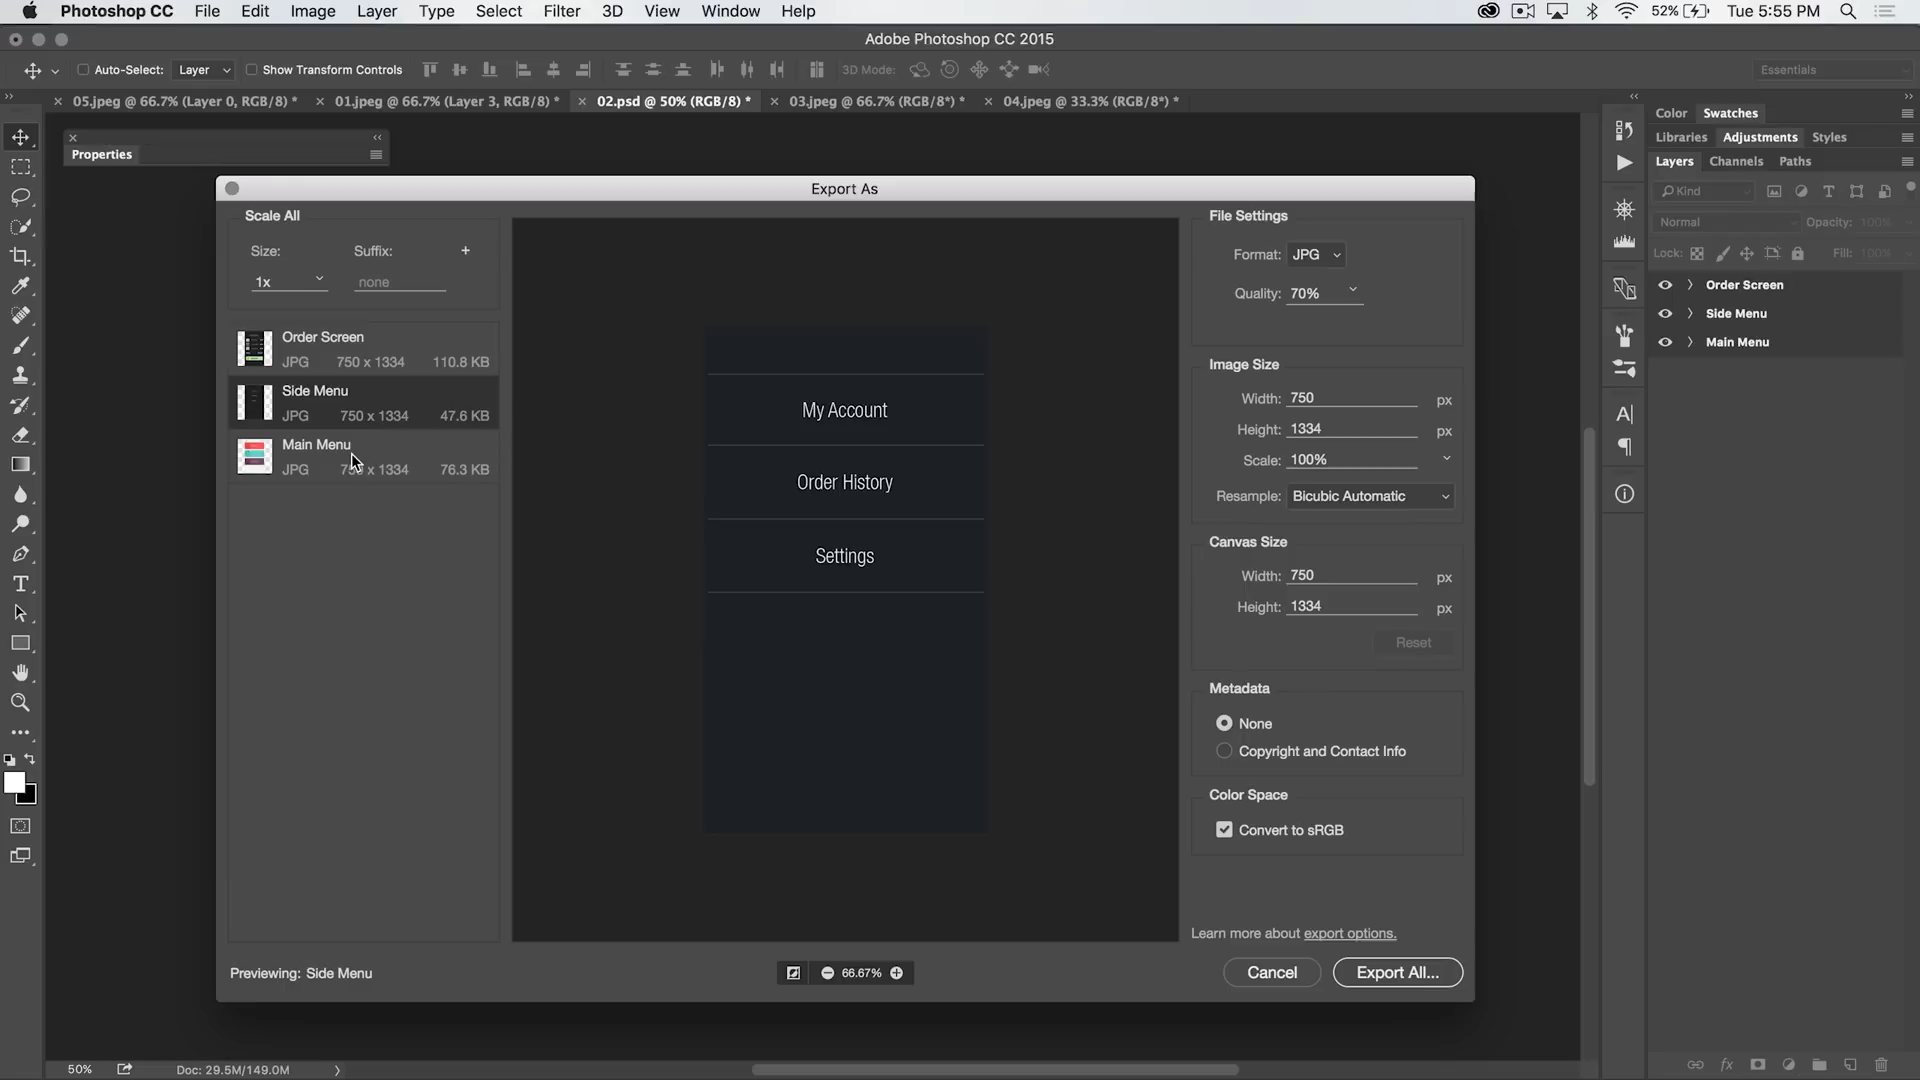 Photoshop CC File Edit Image Layer Type Select Filter 3D View Window Help 52% Tue 5:55 PM
Adobe Photoshop CC 2015
Auto-Select: Layer Show Transform Controls 3D Mode: Essentials
05.jpeg @ 66.7% (Layer 0, RGB/8) * 01.jpeg @ 66.7% (Layer 3, RGB/8) * 02.psd @ 50% (RGB/8) * 03.jpeg @ 66.7% (RGB/8*) * 04.jpeg @ 33.3% (RGB/8*) *
Properties
Export As
Scale All
Size: Suffix: +
1x none
Order Screen
JPG 750 x 1334 110.8 KB
Side Menu
JPG 750 x 1334 47.6 KB
Main Menu
JPG 750 x 1334 76.3 KB
Previewing: Side Menu
My Account
Order History
Settings
66.67%
File Settings
Format: JPG
Quality: 70%
Image Size
Width: 750 px
Height: 1334 px
Scale: 100%
Resample: Bicubic Automatic
Canvas Size
Width: 750 px
Height: 1334 px
Reset
Metadata
None
Copyright and Contact Info
Color Space
Convert to sRGB
Learn more about export options.
Cancel Export All...
Color Swatches
Libraries Adjustments Styles
Layers Channels Paths
Kind
Normal Opacity: 100%
Lock: Fill: 100%
Order Screen
Side Menu
Main Menu
50% Doc: 29.5M/149.0M